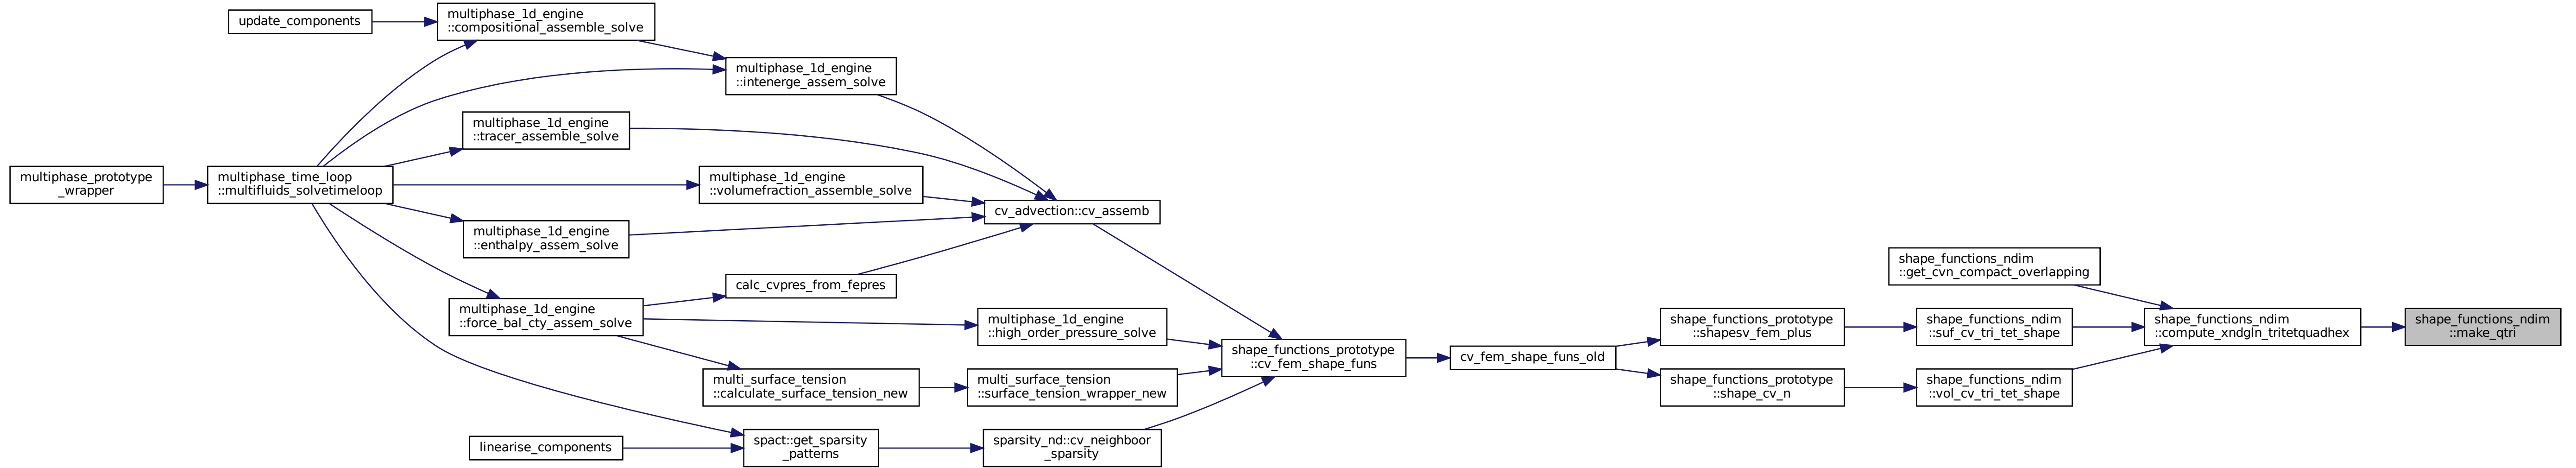 update_components
multiphase_1d_engine
::compositional_assemble_solve
multiphase_1d_engine
::intenerge_assem_solve
multiphase_1d_engine
::tracer_assemble_solve
multiphase_prototype
_wrapper
multiphase_time_loop
::multifluids_solvetimeloop
multiphase_1d_engine
::volumefraction_assemble_solve
cv_advection::cv_assemb
multiphase_1d_engine
::enthalpy_assem_solve
calc_cvpres_from_fepres
multiphase_1d_engine
::force_bal_cty_assem_solve
multiphase_1d_engine
::high_order_pressure_solve
multi_surface_tension
::calculate_surface_tension_new
multi_surface_tension
::surface_tension_wrapper_new
linearise_components
spact::get_sparsity
_patterns
sparsity_nd::cv_neighboor
_sparsity
shape_functions_prototype
::cv_fem_shape_funs
cv_fem_shape_funs_old
shape_functions_prototype
::shapesv_fem_plus
shape_functions_prototype
::shape_cv_n
shape_functions_ndim
::get_cvn_compact_overlapping
shape_functions_ndim
::suf_cv_tri_tet_shape
shape_functions_ndim
::vol_cv_tri_tet_shape
shape_functions_ndim
::compute_xndgln_tritetquadhex
shape_functions_ndim
::make_qtri